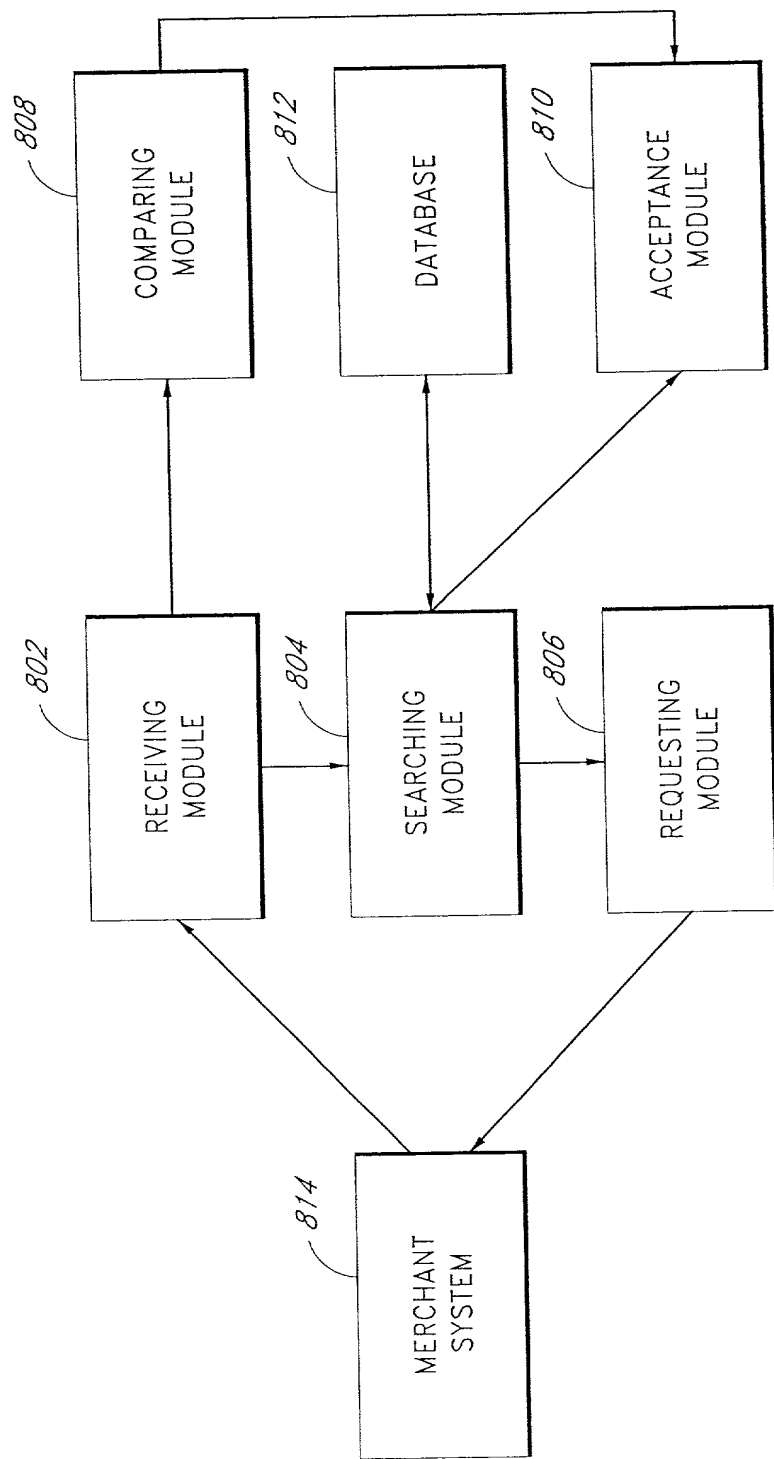 814
MERCHANT
SYSTEM
802
RECEIVING
MODULE
804
SEARCHING
MODULE
806
REQUESTING
MODULE
808
COMPARING
MODULE
812
DATABASE
810
ACCEPTANCE
MODULE